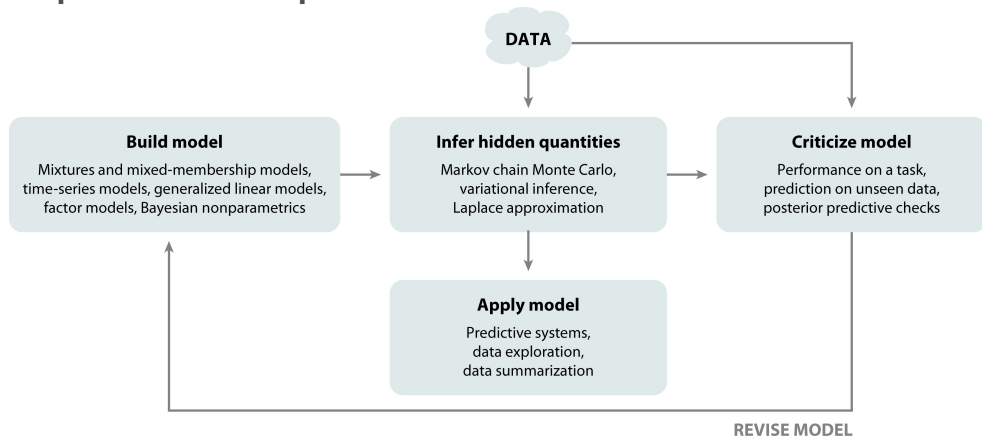 DATA
Build model
Mixtures and mixed-membership models,
time-series models, generalized linear models,
factor models, Bayesian nonparametrics
Infer hidden quantities
Markov chain Monte Carlo,
variational inference,
Laplace approximation
Criticize model
Performance on a task,
prediction on unseen data,
posterior predictive checks
Apply model
Predictive systems,
data exploration,
data summarization
REVISE MODEL